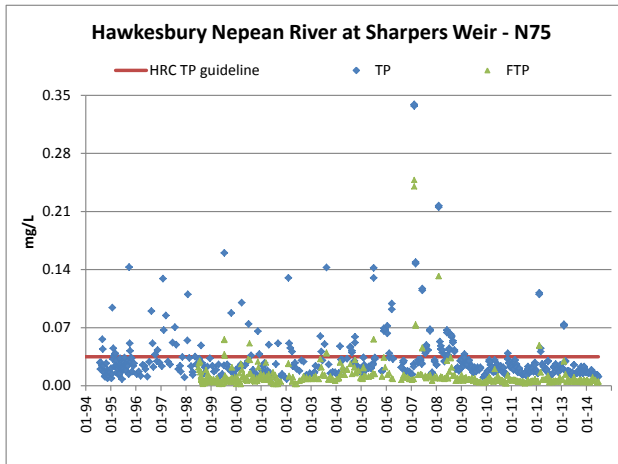 Hawkesbury Nepean River at Sharpers Weir - N75
HRC TP guideline TP FTP
0.35
0.28
0.21
0.14
0.07
0.00
mg/L
01-94 01-95 01-96 01-97 01-98 01-99 01-00 01-01 01-02 01-03 01-04 01-05 01-06 01-07 01-08 01-09 01-10 01-11 01-12 01-13 01-14